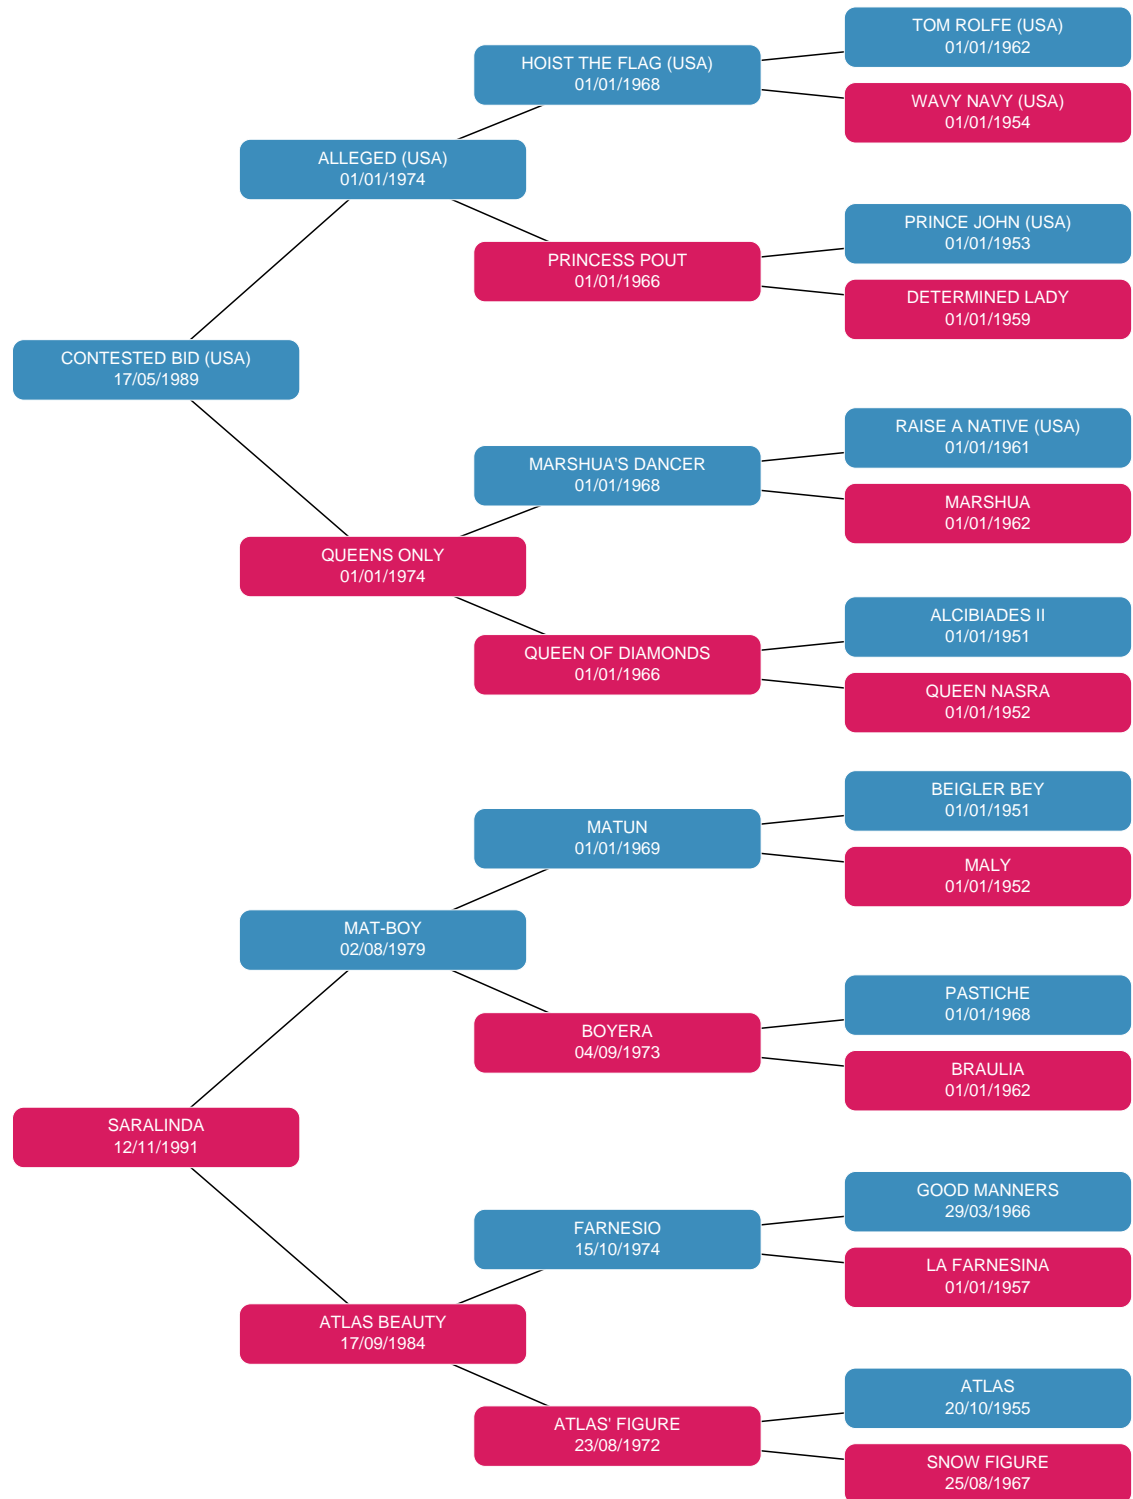 TOM ROLFE (USA)
01/01/1962
HOIST THE FLAG (USA)
01/01/1968
WAVY NAVY (USA)
01/01/1954
ALLEGED (USA)
01/01/1974
PRINCE JOHN (USA)
01/01/1953
PRINCESS POUT
01/01/1966
DETERMINED LADY
01/01/1959
CONTESTED BID (USA)
17/05/1989
RAISE A NATIVE (USA)
01/01/1961
MARSHUA'S DANCER
01/01/1968
MARSHUA
01/01/1962
QUEENS ONLY
01/01/1974
ALCIBIADES II
01/01/1951
QUEEN OF DIAMONDS
01/01/1966
QUEEN NASRA
01/01/1952
BEIGLER BEY
01/01/1951
MATUN
01/01/1969
MALY
01/01/1952
MAT-BOY
02/08/1979
PASTICHE
01/01/1968
BOYERA
04/09/1973
BRAULIA
01/01/1962
SARALINDA
12/11/1991
GOOD MANNERS
29/03/1966
FARNESIO
15/10/1974
LA FARNESINA
01/01/1957
ATLAS BEAUTY
17/09/1984
ATLAS
20/10/1955
ATLAS' FIGURE
23/08/1972
SNOW FIGURE
25/08/1967